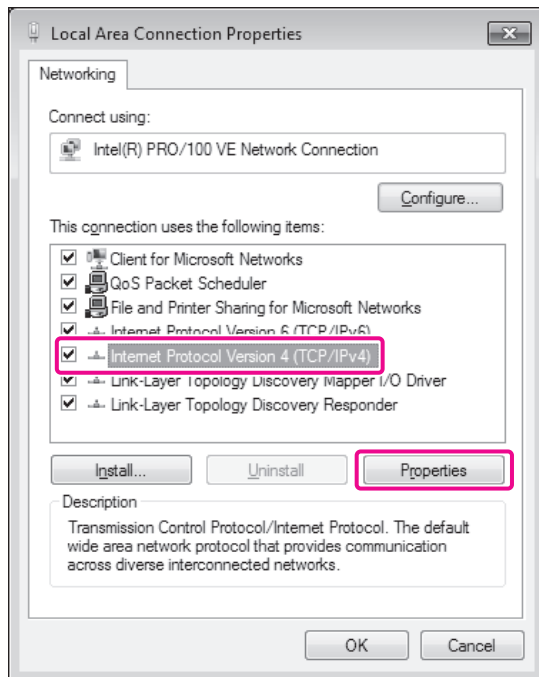 Local Area Connection Properties
Networking
Connect using:
Intel(R) PRO/100 VE Network Connection
Configure...
This connection uses the following items:
Client for Microsoft Networks
QoS Packet Scheduler
File and Printer Sharing for Microsoft Networks
Internet Protocol Version 6 (TCP/IPv6)
Internet Protocol Version 4 (TCP/IPv4)
Link-Layer Topology Discovery Mapper I/O Driver
Link-Layer Topology Discovery Responder
Install...
Uninstall
Properties
Description
Transmission Control Protocol/Internet Protocol. The default
wide area network protocol that provides communication
across diverse interconnected networks.
OK
Cancel